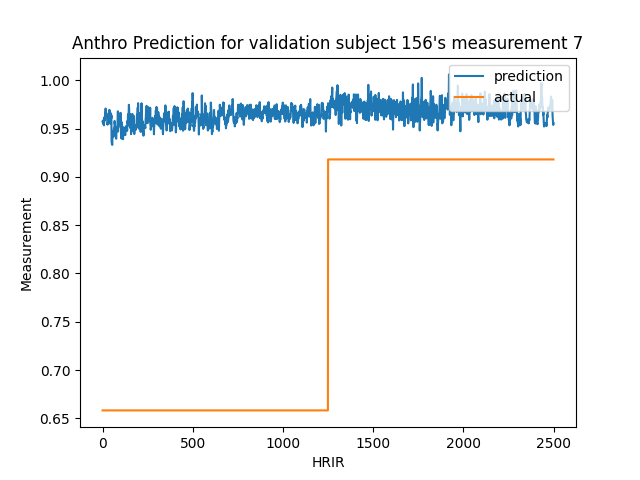 Anthro Prediction for validation subject 156's measurement 7
prediction
actual
Measurement
1.00
0.95
0.90
0.85
0.80
0.75
0.70
0.65
0
500
1000
1500
2000
2500
HRIR